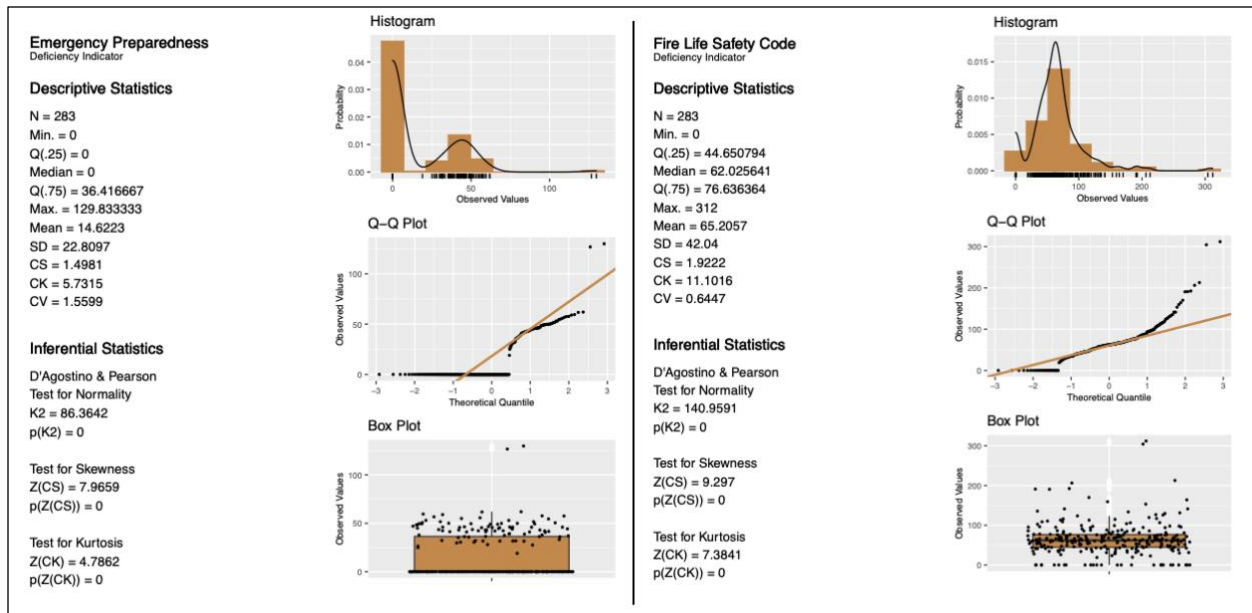 Emergency Preparedness
Deficiency Indicator
Descriptive Statistics
N = 283
Min. = 0
Q(.25) = 0
Median = 0
Q(.75) = 36.416667
Max. = 129.833333
Mean = 14.6223
SD = 22.8097
CS = 1.4981
CK = 5.7315
CV = 1.5599
Inferential Statistics
D'Agostino & Pearson
Test for Normality
K2 = 86.3642
p(K2) = 0
Test for Skewness
Z(CS) = 7.9659
p(Z(CS)) = 0
Test for Kurtosis
Z(CK) = 4.7862
p(Z(CK)) = 0
Histogram
Probability
0.04
0.03
0.02
0.01
0.00
0 50 100
Observed Values
Q−Q Plot
Observed Values
100
50
0
−3 −2 −1 0 1 2 3
Theoretical Quantile
Box Plot
Observed Values
100
50
0
Fire Life Safety Code
Deficiency Indicator
Descriptive Statistics
N = 283
Min. = 0
Q(.25) = 44.650794
Median = 62.025641
Q(.75) = 76.636364
Max. = 312
Mean = 65.2057
SD = 42.04
CS = 1.9222
CK = 11.1016
CV = 0.6447
Inferential Statistics
D'Agostino & Pearson
Test for Normality
K2 = 140.9591
p(K2) = 0
Test for Skewness
Z(CS) = 9.297
p(Z(CS)) = 0
Test for Kurtosis
Z(CK) = 7.3841
p(Z(CK)) = 0
Histogram
Probability
0.015
0.010
0.005
0.000
0 100 200 300
Observed Values
Q−Q Plot
Observed Values
300
200
100
0
−3 −2 −1 0 1 2 3
Theoretical Quantile
Box Plot
Observed Values
300
200
100
0